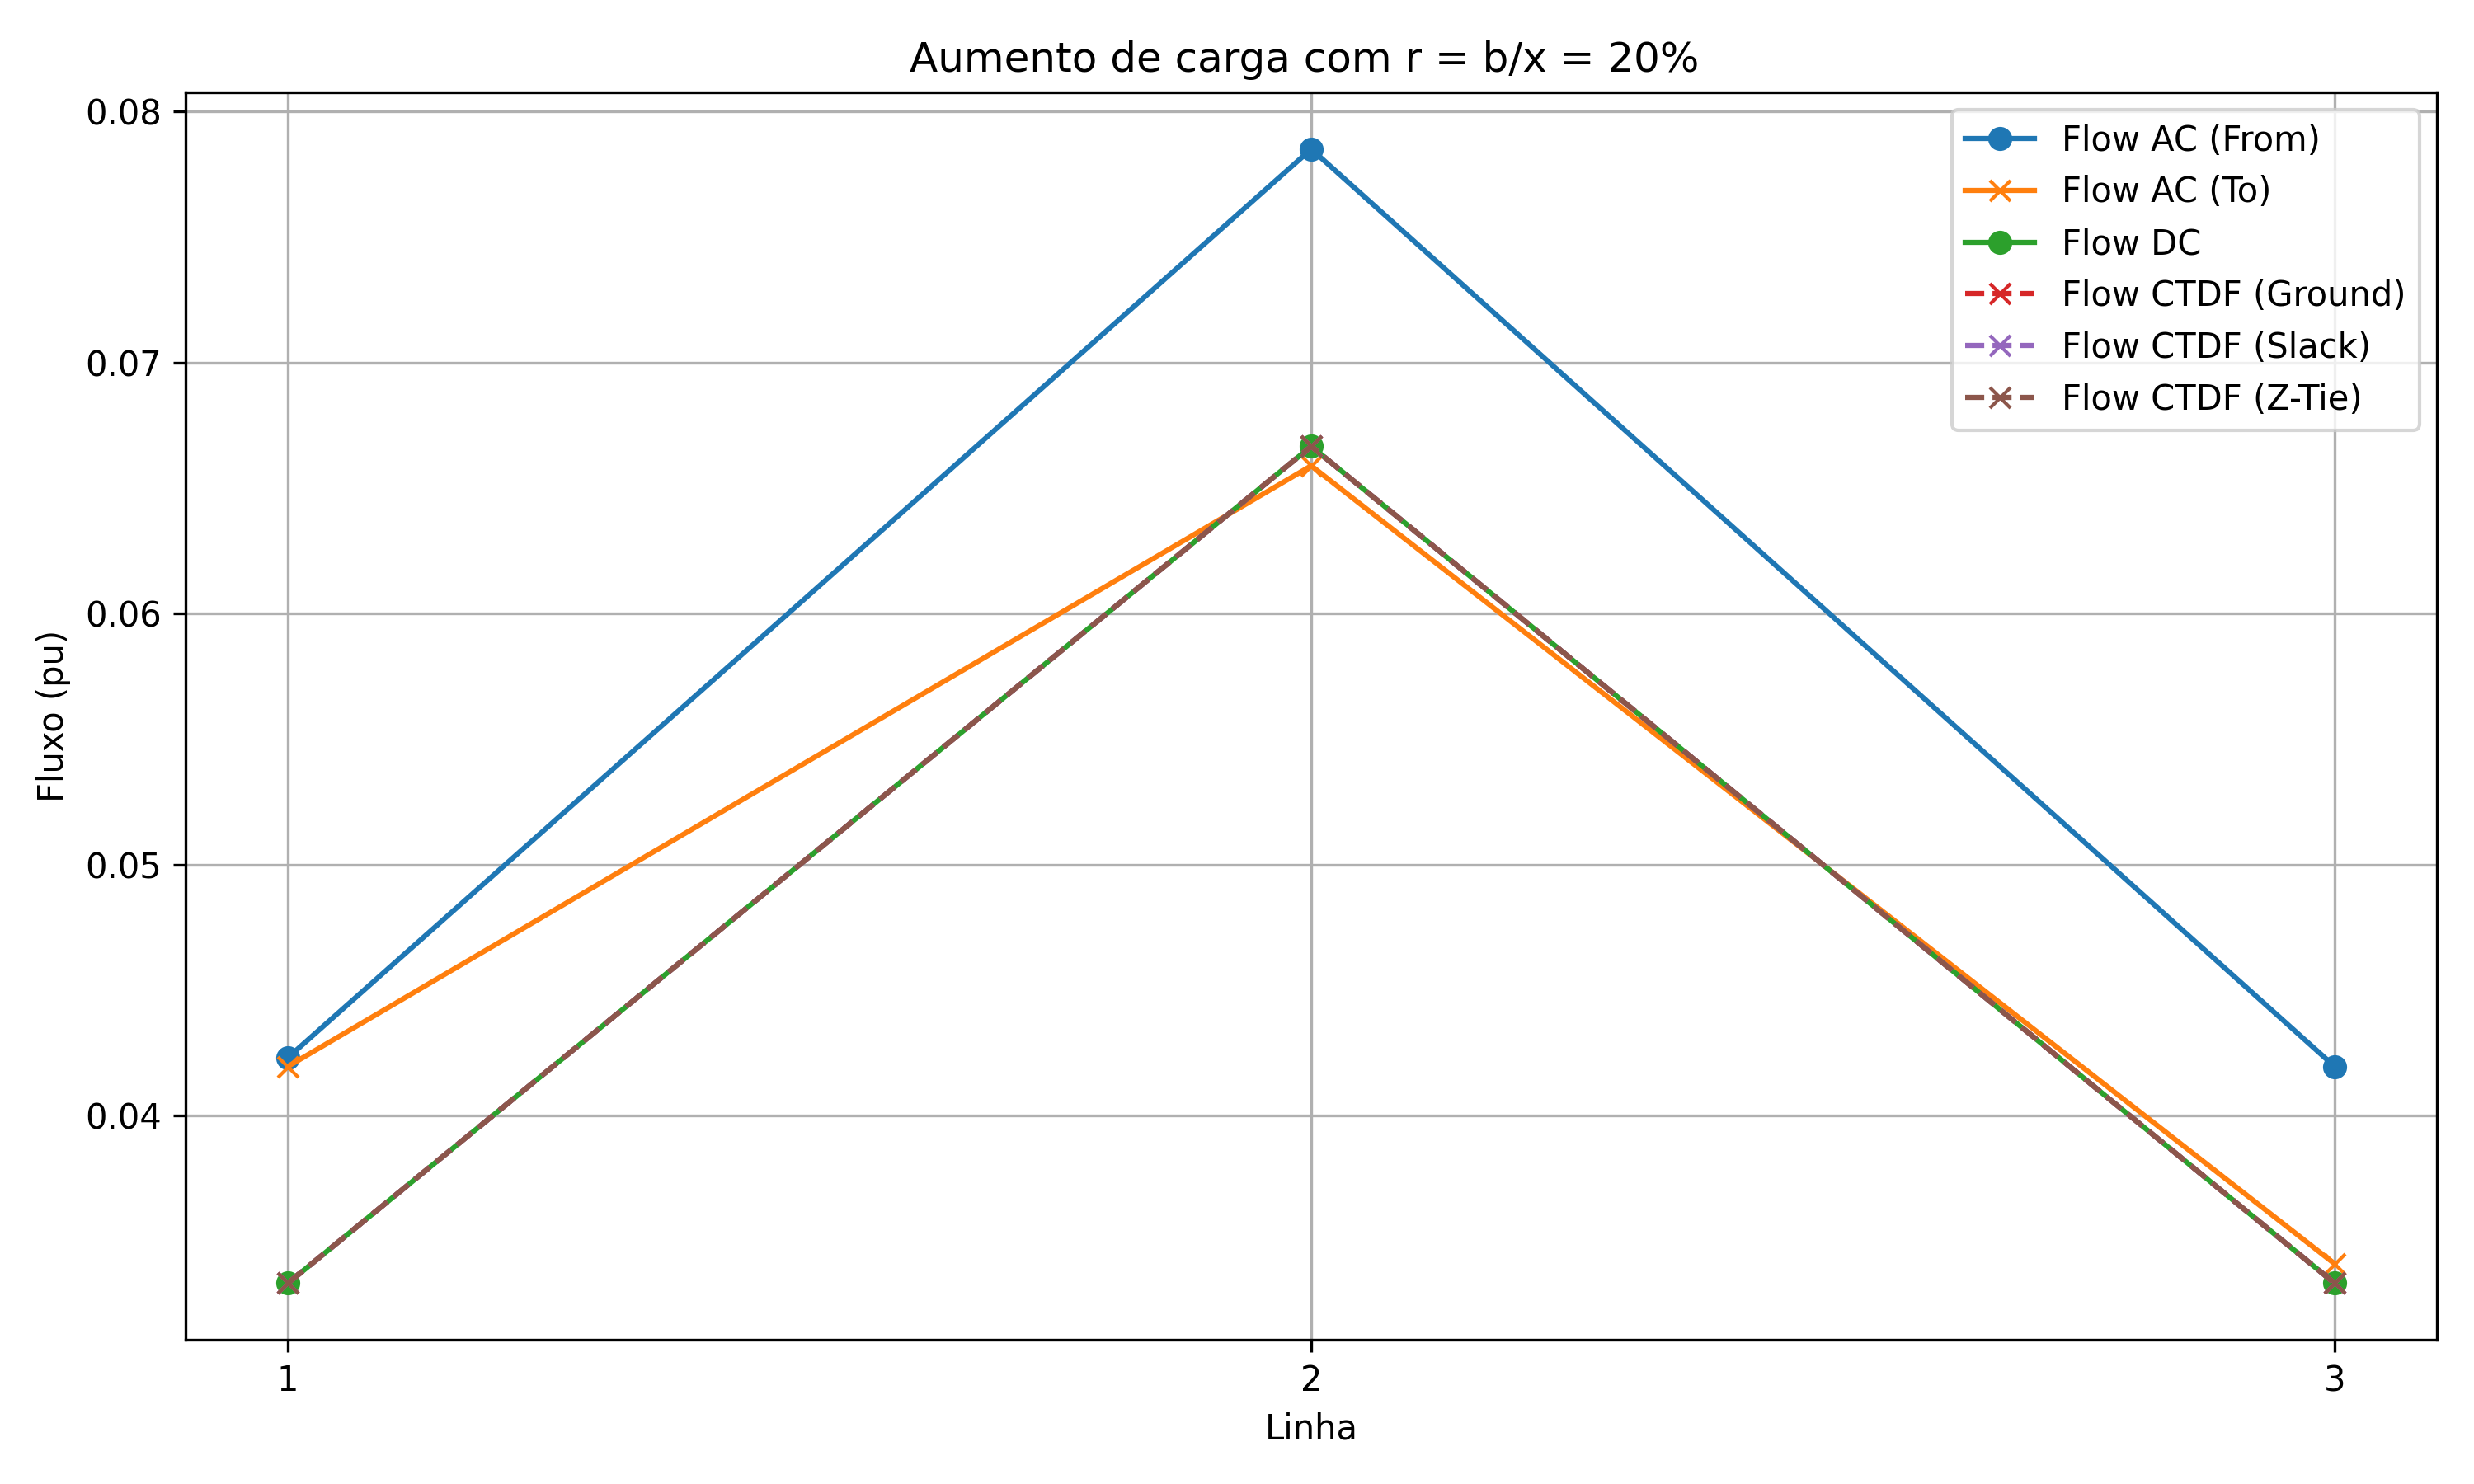 Aumento de carga com r = b/x = 20%
Flow AC (From)
Flow AC (To)
Flow DC
Flow CTDF (Ground)
Flow CTDF (Slack)
Flow CTDF (Z-Tie)
Fluxo (pu)
0.08
0.07
0.06
0.05
0.04
1
2
3
Linha